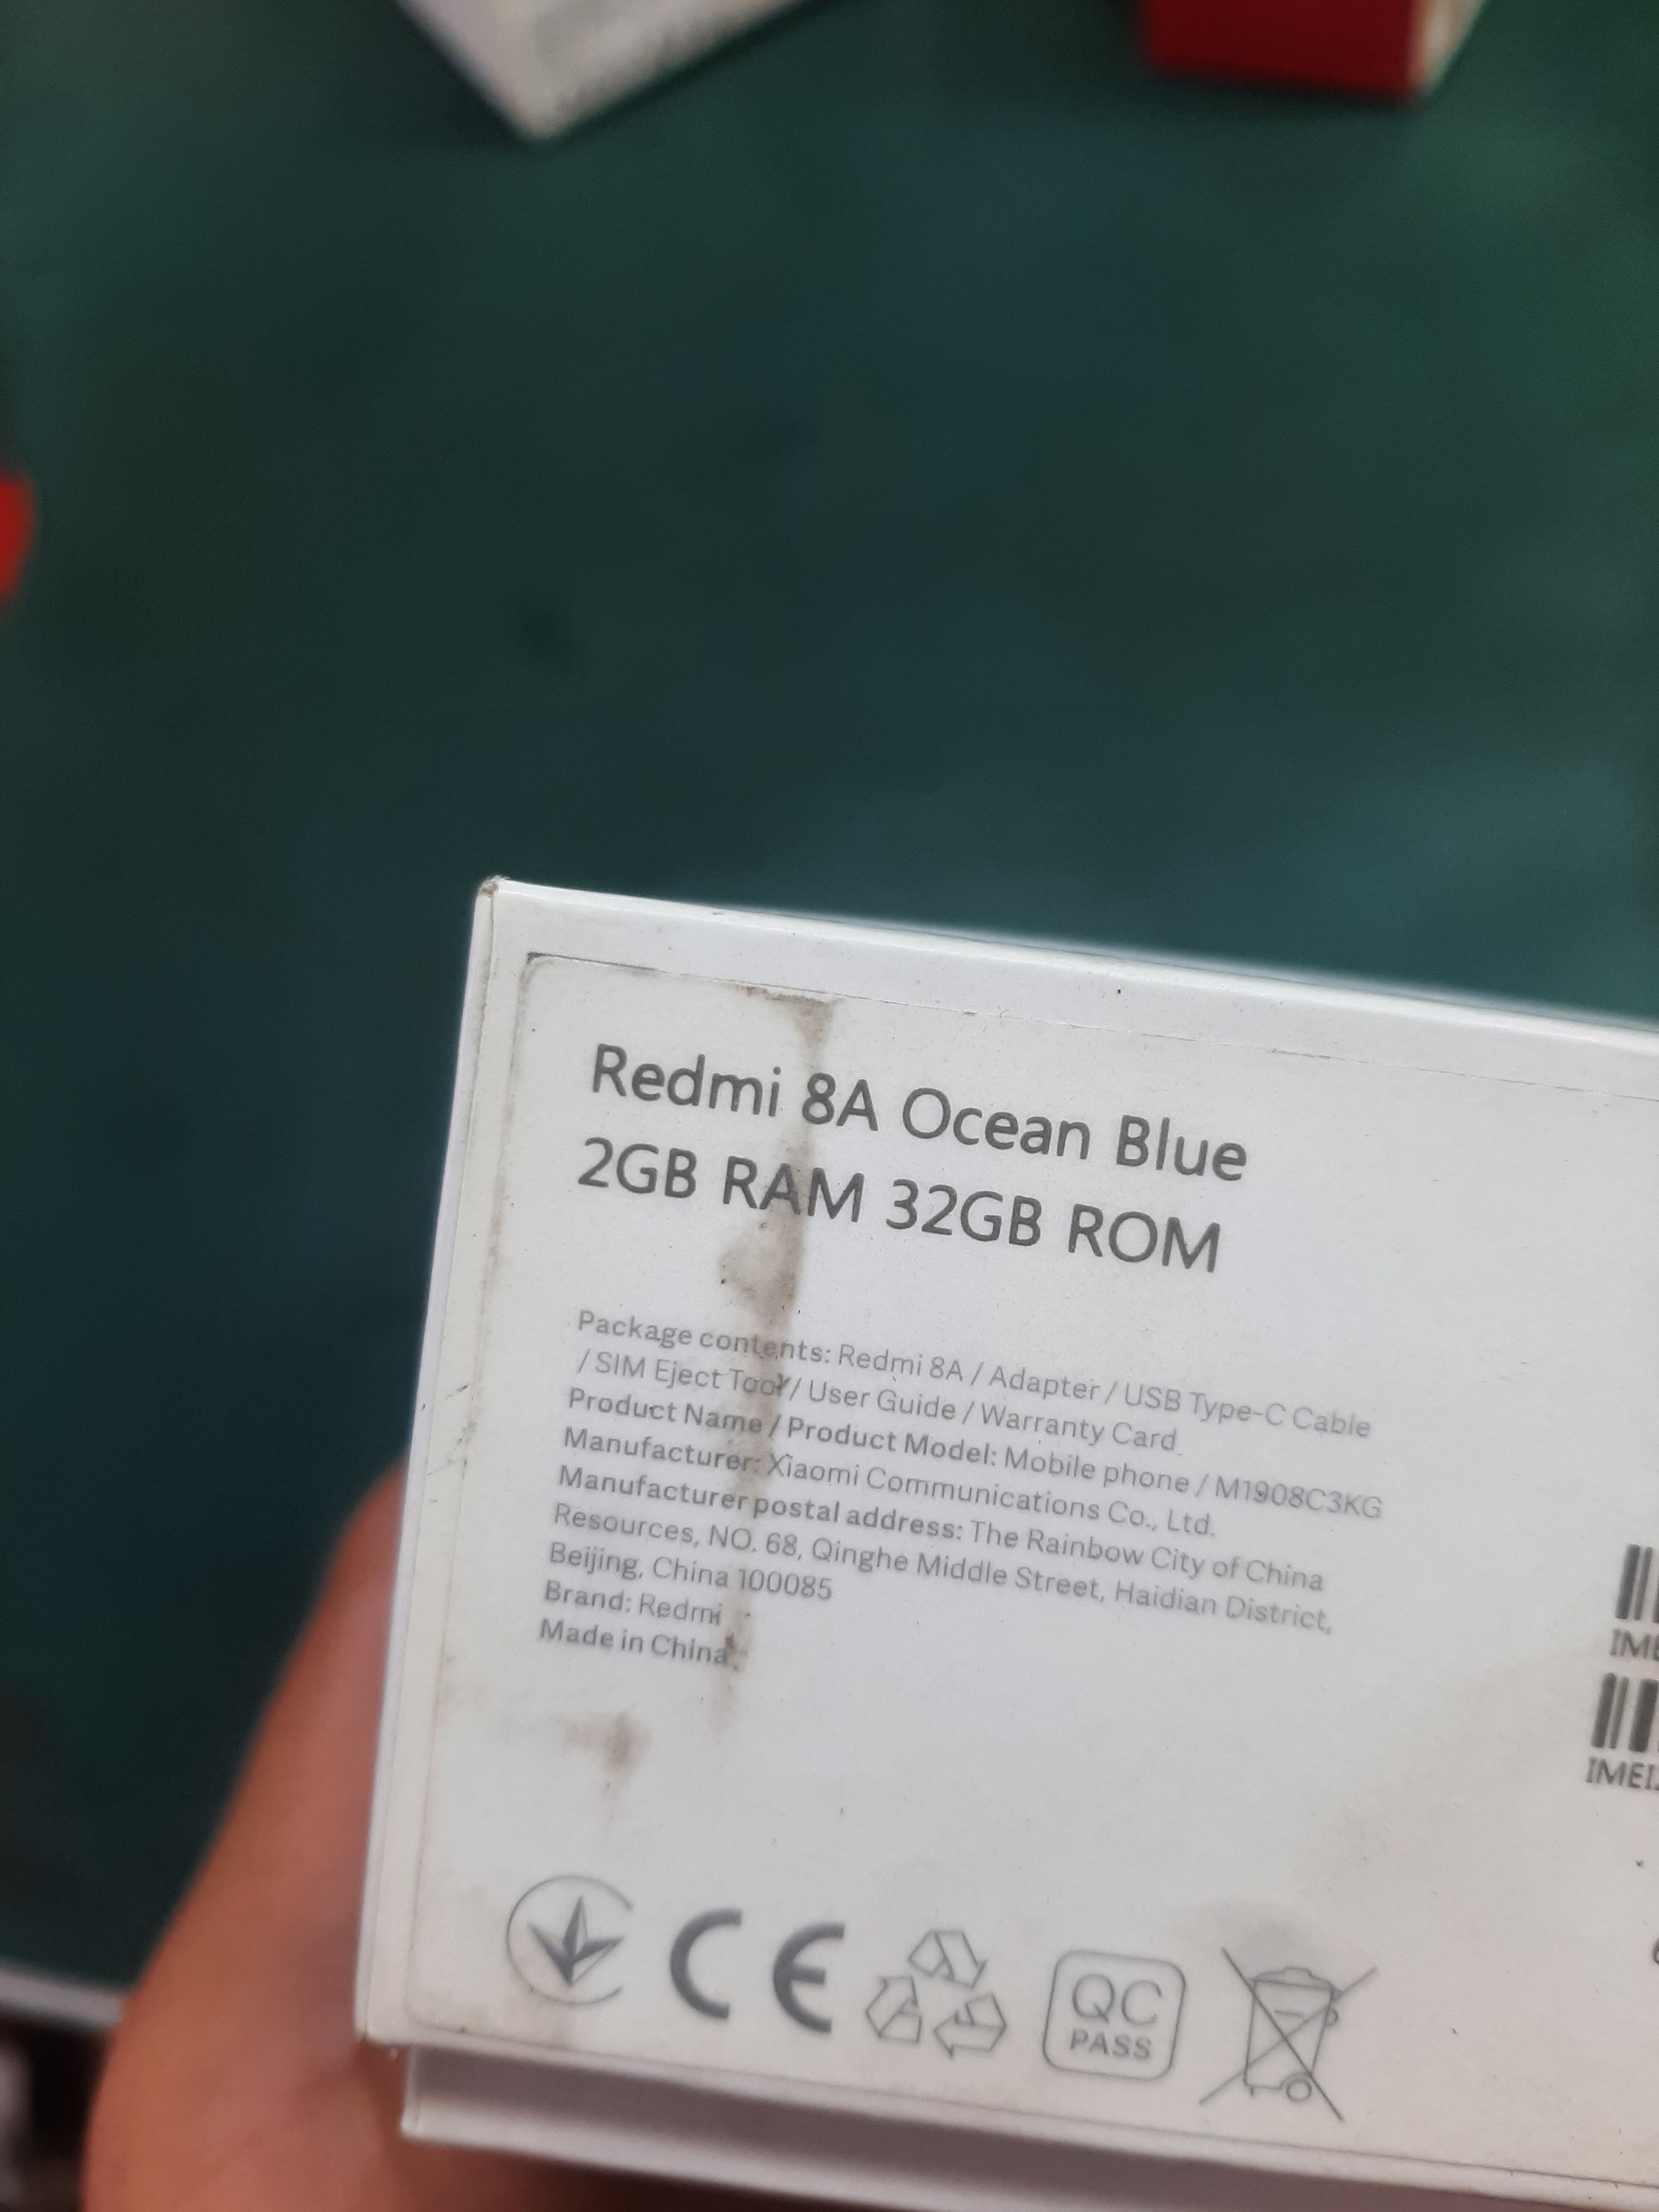 Redmi 8A Ocean Blue
2GB RAM 32GB ROM
Package contents: Redmi 8A / Adapter / USB Type-C Cable
/ SIM Eject Tool / User Guide / Warranty Card
Product Name / Product Model: Mobile phone / M1908C3KG
Manufacturer: Xiaomi Communications Co., Ltd.
Manufacturer postal address: The Rainbow City of China
Resources, NO. 68, Qinghe Middle Street, Haidian District,
Beijing, China 100085
Brand: Redmi
Made in China
CE
QC
PASS